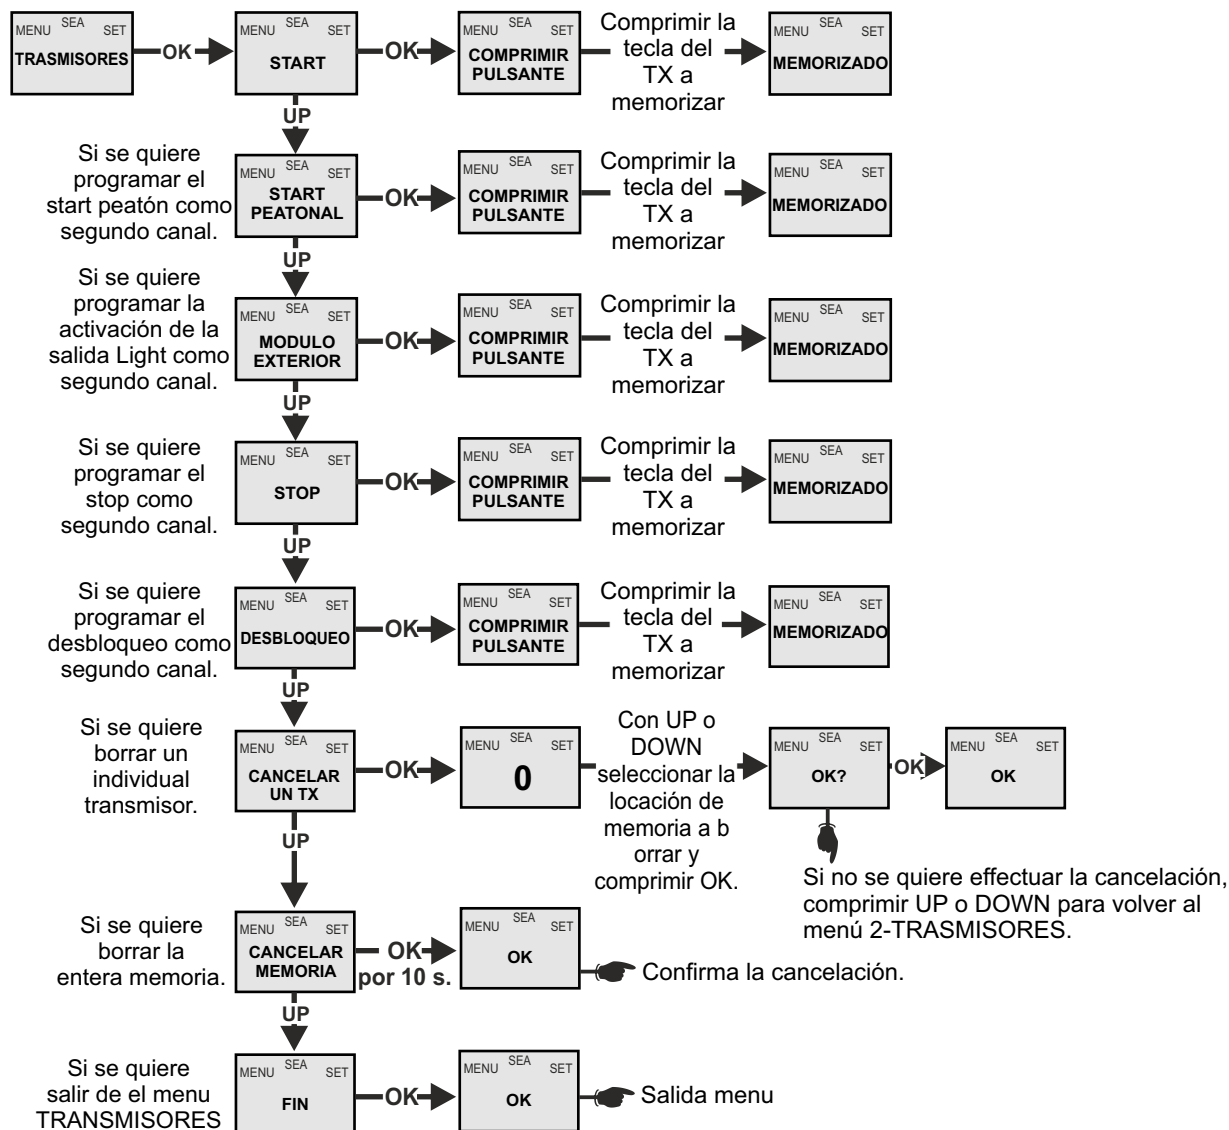 MENU SEA SET
TRASMISORES
OK
MENU SEA SET
START
OK
MENU SEA SET
COMPRIMIR
PULSANTE
Comprimir la
tecla del
TX a
memorizar
MENU SEA SET
MEMORIZADO
UP
Si se quiere
programar el
start peatón como
segundo canal.
MENU SEA SET
START
PEATONAL
OK
MENU SEA SET
COMPRIMIR
PULSANTE
Comprimir la
tecla del
TX a
memorizar
MENU SEA SET
MEMORIZADO
UP
Si se quiere
programar la
activación de la
salida Light como
segundo canal.
MENU SEA SET
MODULO
EXTERIOR
OK
MENU SEA SET
COMPRIMIR
PULSANTE
Comprimir la
tecla del
TX a
memorizar
MENU SEA SET
MEMORIZADO
UP
Si se quiere
programar el
stop como
segundo canal.
MENU SEA SET
STOP
OK
MENU SEA SET
COMPRIMIR
PULSANTE
Comprimir la
tecla del
TX a
memorizar
MENU SEA SET
MEMORIZADO
UP
Si se quiere
programar el
desbloqueo como
segundo canal.
MENU SEA SET
DESBLOQUEO
OK
MENU SEA SET
COMPRIMIR
PULSANTE
Comprimir la
tecla del
TX a
memorizar
MENU SEA SET
MEMORIZADO
UP
Si se quiere
borrar un
individual
transmisor.
MENU SEA SET
CANCELAR
UN TX
OK
MENU SEA SET
0
Con UP o
DOWN
seleccionar la
locación de
memoria a b
orrar y
comprimir OK.
MENU SEA SET
OK?
OK
MENU SEA SET
OK
Si no se quiere effectuar la cancelación,
comprimir UP o DOWN para volver al
menú 2-TRASMISORES.
UP
Si se quiere
borrar la
entera memoria.
MENU SEA SET
CANCELAR
MEMORIA
OK
por 10 s.
MENU SEA SET
OK
Confirma la cancelación.
UP
Si se quiere
salir de el menu
TRANSMISORES
MENU SEA SET
FIN
OK
MENU SEA SET
OK
Salida menu